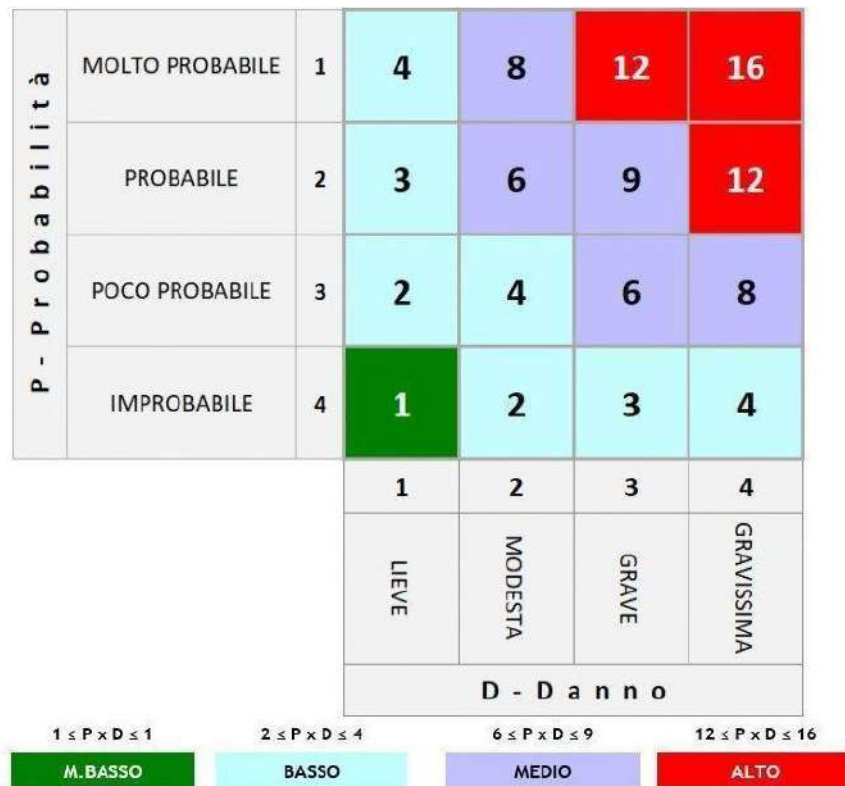 P - Probabilità
MOLTO PROBABILE 1 4 8 12 16
PROBABILE 2 3 6 9 12
POCO PROBABILE 3 2 4 6 8
IMPROBABILE 4 1 2 3 4
1 2 3 4
LIEVE MODESTA GRAVE GRAVISSIMA
D - Danno
1 ≤ P x D ≤ 1 2 ≤ P x D ≤ 4 6 ≤ P x D ≤ 9 12 ≤ P x D ≤ 16
M.BASSO BASSO MEDIO ALTO